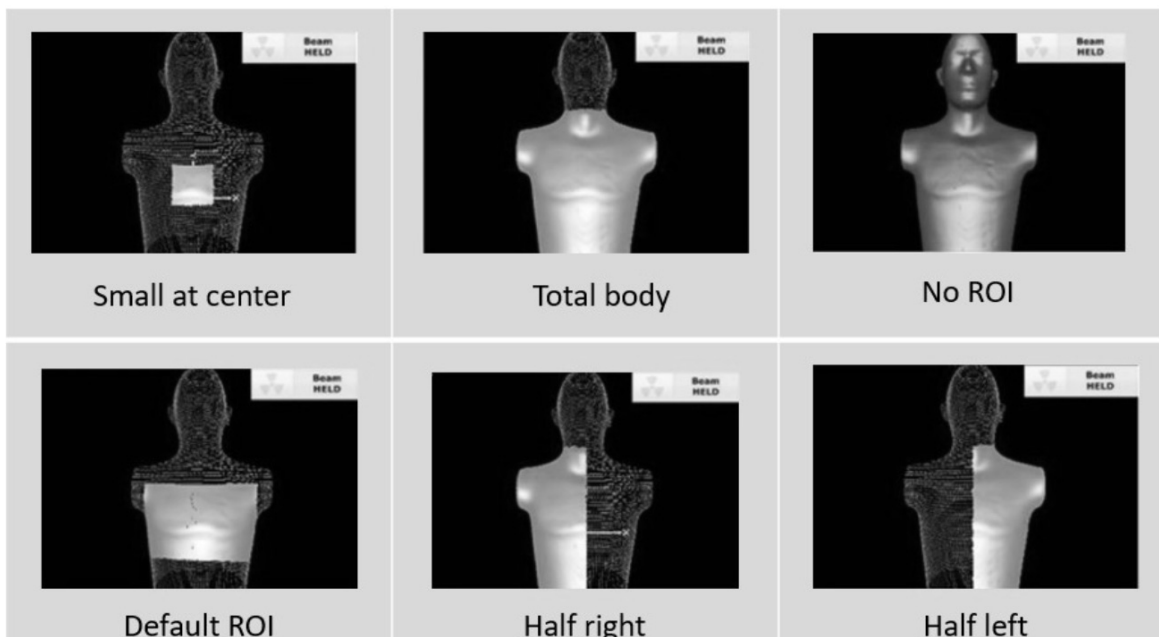 Beam
HELD
Beam
HELD
Beam
HELD
Small at center
Total body
No ROI
Beam
HELD
Beam
HELD
Beam
HELD
Default ROI
Half right
Half left